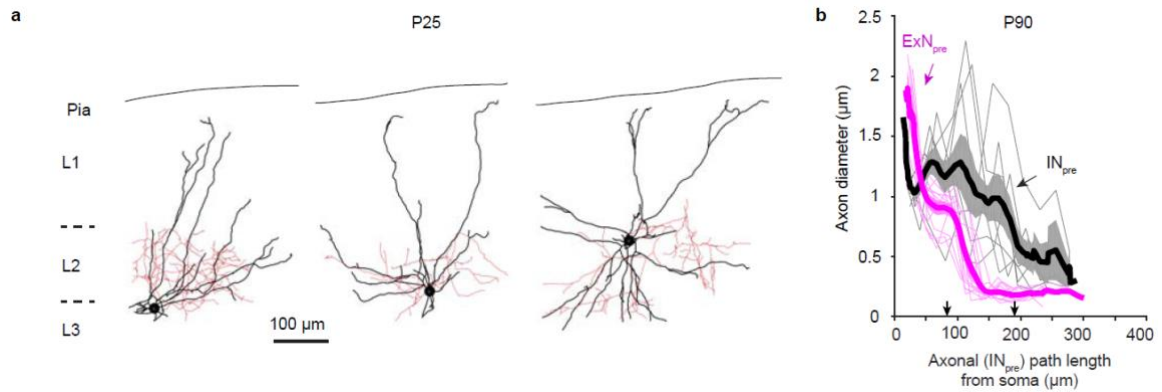 a
P25
Pia
L1
L2
L3
100 µm
b
P90
ExNpre
INpre
Axon diameter (µm)
2.5
2
1.5
1
0.5
0
0
100
200
300
400
Axonal (INpre) path length
from soma (µm)